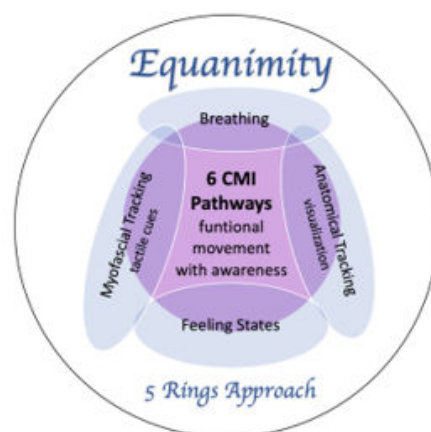 Equanimity
Breathing
Myofascial Tracking
tactile cues
6 CMI
Pathways
funtional
movement
with awareness
Anatomical Tracking
visualization
Feeling States
5 Rings Approach